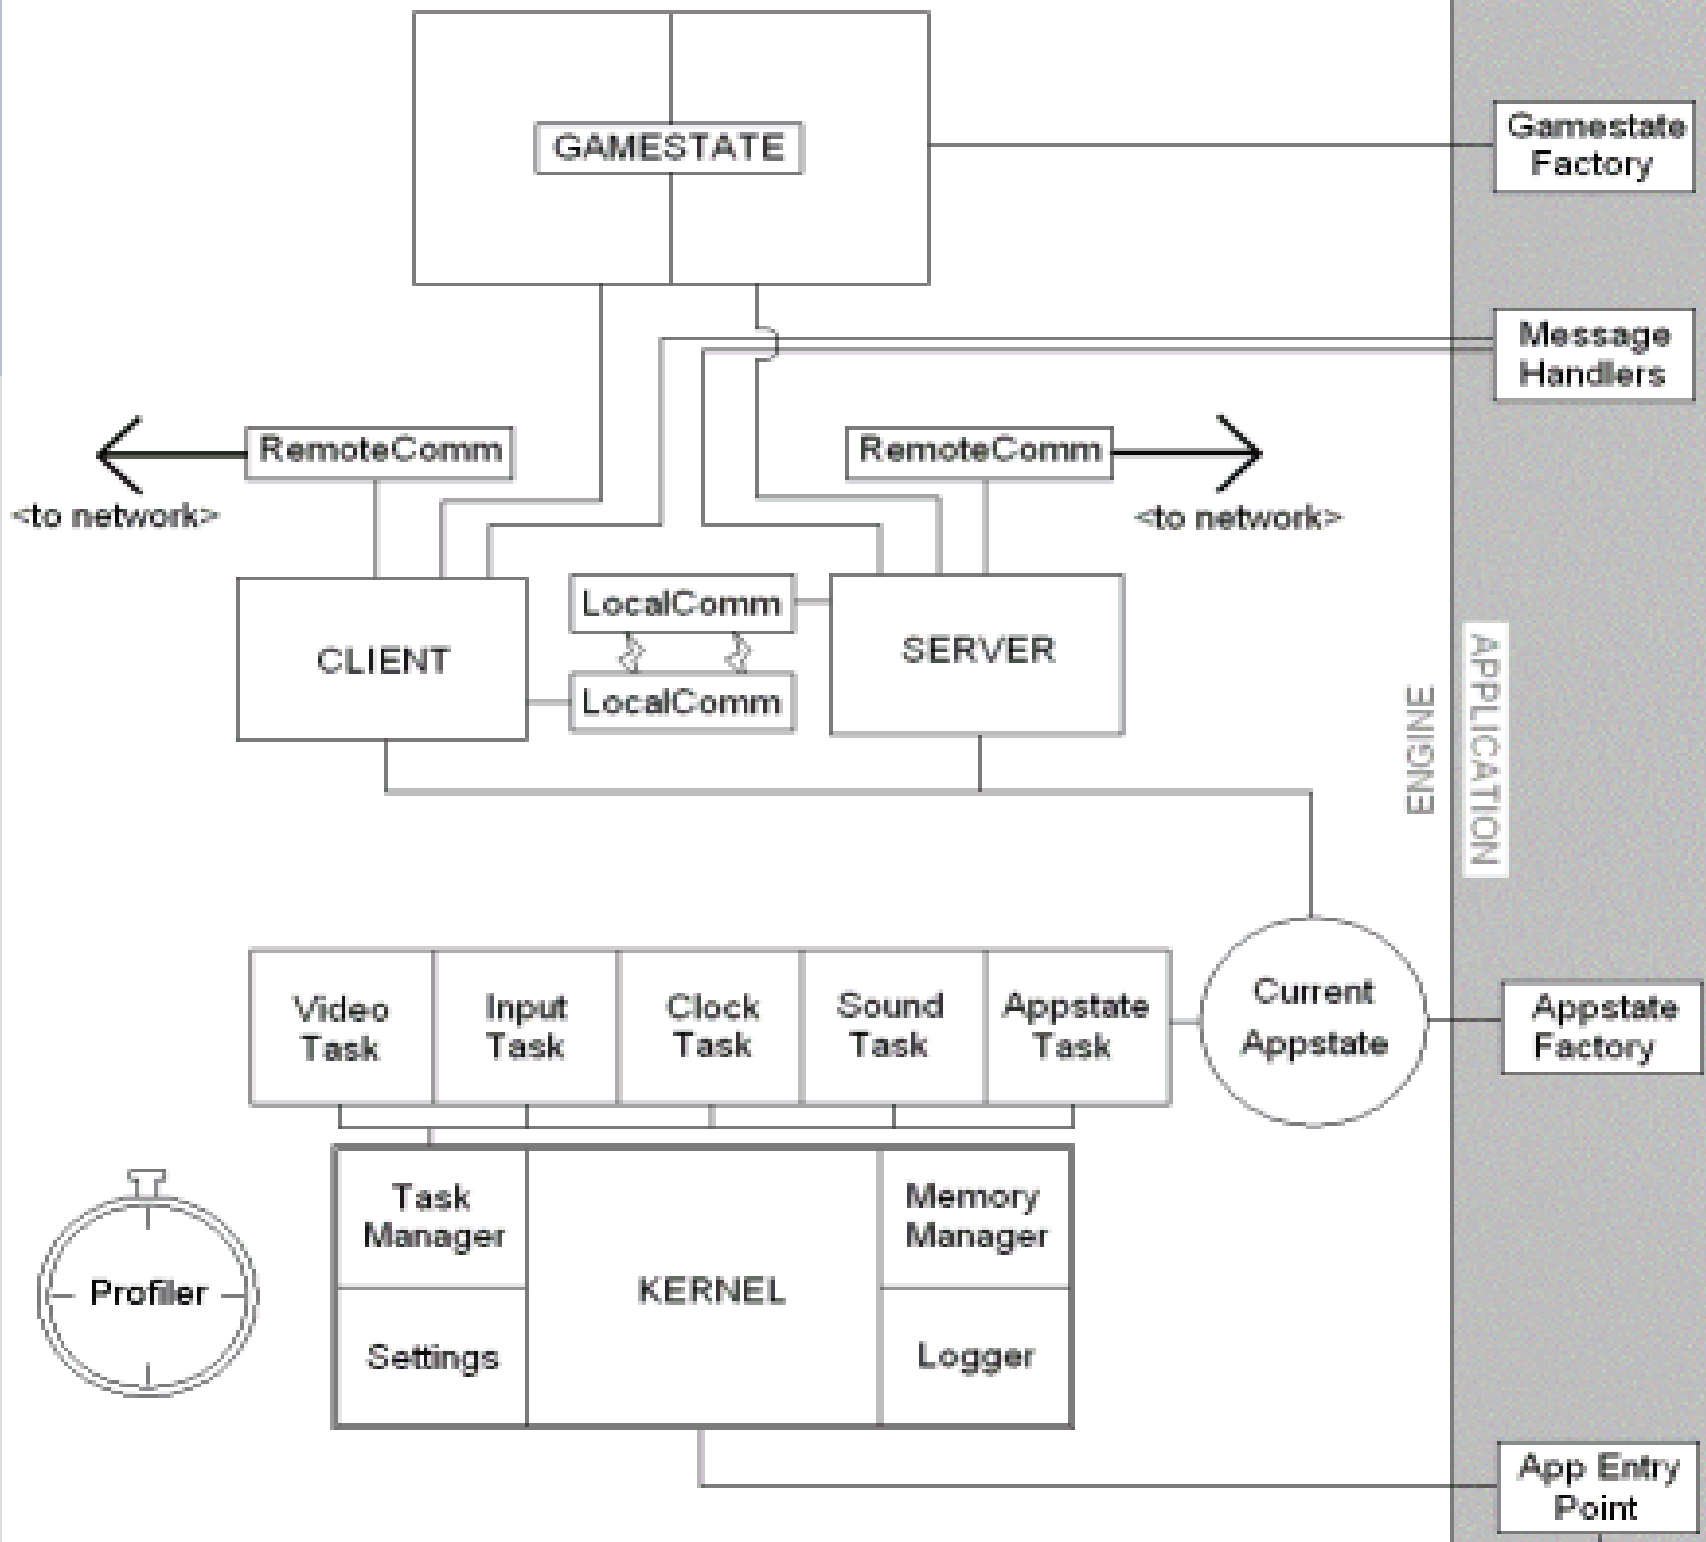 GAMESTATE
Gamestate
Factory
Message
Handlers
RemoteComm
RemoteComm
<to network>
<to network>
LocalComm
CLIENT
SERVER
LocalComm
ENGINE
APPLICATION
Video
Task
Input
Task
Clock
Task
Sound
Task
Appstate
Task
Current
Appstate
Appstate
Factory
Task
Manager
Memory
Manager
Profiler
KERNEL
Settings
Logger
App Entry
Point